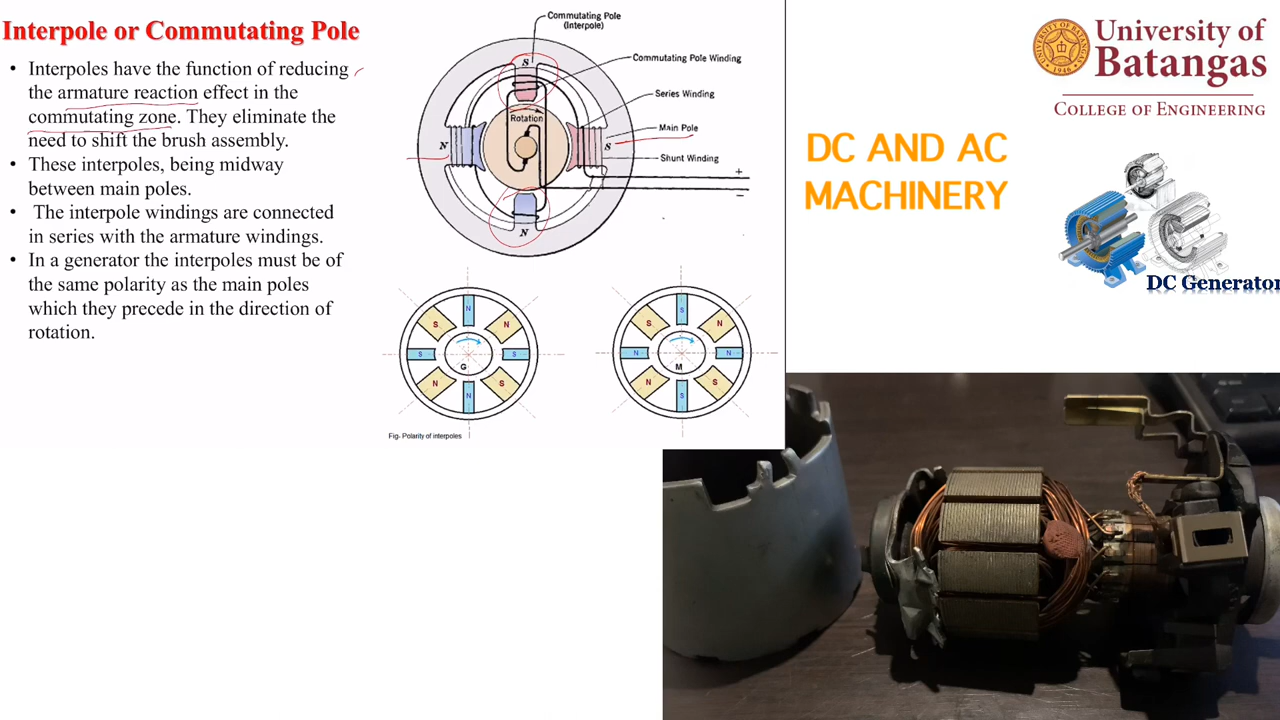 Interpole or Commutating Pole
• Interpoles have the function of reducing
the armature reaction effect in the
commutating zone. They eliminate the
need to shift the brush assembly.
• These interpoles, being midway
between main poles.
• The interpole windings are connected
in series with the armature windings.
• In a generator the interpoles must be of
the same polarity as the main poles
which they precede in the direction of
rotation.
Commutating Pole
(Interpole)
S
Commutating Pole Winding
Series Winding
Rotation
Main Pole
N
S
Shunt Winding
+
−
N
N
S
N
S
S
G
N
S
N
S
S
N
N
N
M
N
S
S
Fig- Polarity of interpoles
UNIVERSITY OF BATANGAS
1946
University of
Batangas
COLLEGE OF ENGINEERING
DC AND AC
MACHINERY
DC Generator